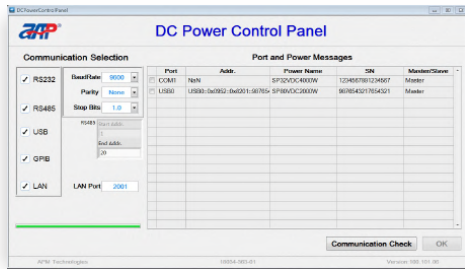 DCPowerControlPanel
DC Power Control Panel
Communication Selection
Port and Power Messages
RS232
BaudRate 9600
Parity None
Stop Bits 1.0
RS485
RS485 Start Addr.
1
End Addr.
20
USB
GPIB
LAN
LAN Port 2001
Port Addr. Power Name SN Master/Slave
COM1 NaN SP32VDC4000W 1234567891234567 Master
USB0 SP80VDC2000W 9876543217654321 Master
Communication Check OK
APM Technologies